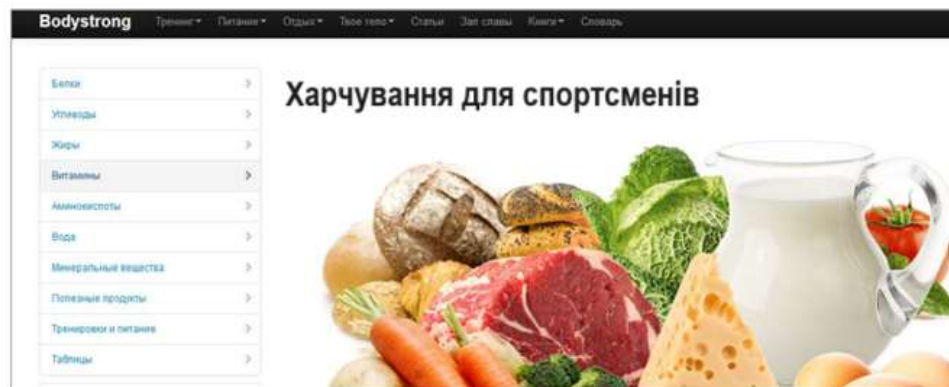 Bodystrong Тренинг Питание Отдых Твое тело Статьи Зал славы Книги Словарь
Белки
Углеводы
Жиры
Витамины
Аминокислоты
Вода
Минеральные вещества
Полезные продукты
Тренировки и питание
Таблицы
Харчування для спортсменів